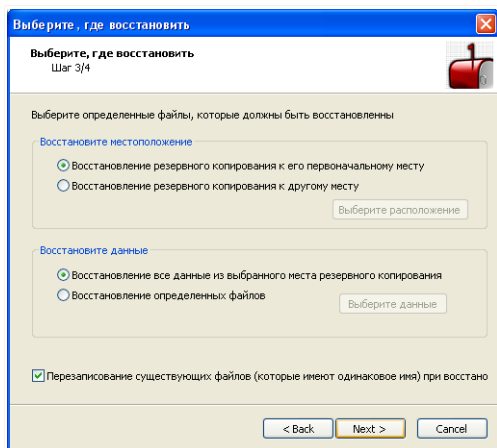 Выберите, где восстановить
Выберите, где восстановить
Шаг 3/4
Выберите определенные файлы, которые должны быть восстановленны
Восстановите местоположение
Восстановление резервного копирования к его первоначальному месту
Восстановление резервного копирования к другому месту
Выберите расположение
Восстановите данные
Восстановление все данные из выбранного места резервного копирования
Восстановление определенных файлов
Выберите данные
Перезаписование существующих файлов (которые имеют одинаковое имя) при восстано
< Back
Next >
Cancel